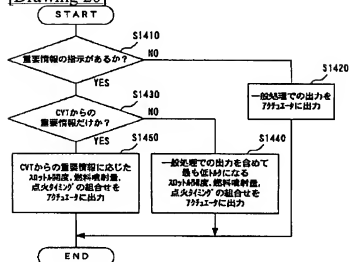 [Drawing 20]
START
S1410
重要情報の指示があるか?
NO
YES
S1420
一般処理での出力を
ｱｸﾁｭｴｰﾀに出力
S1430
CVTからの
重要情報だけか?
NO
YES
S1450
CVTからの重要情報に応じた
ｽﾛｯﾄﾙ開度,燃料噴射量,
点火ﾀｲﾐﾝｸﾞの組合せを
ｱｸﾁｭｴｰﾀに出力
S1440
一般処理での出力を含めて
最も低ﾄﾙｸになる
ｽﾛｯﾄﾙ開度,燃料噴射量,
点火ﾀｲﾐﾝｸﾞの組合せを
ｱｸﾁｭｴｰﾀに出力
END